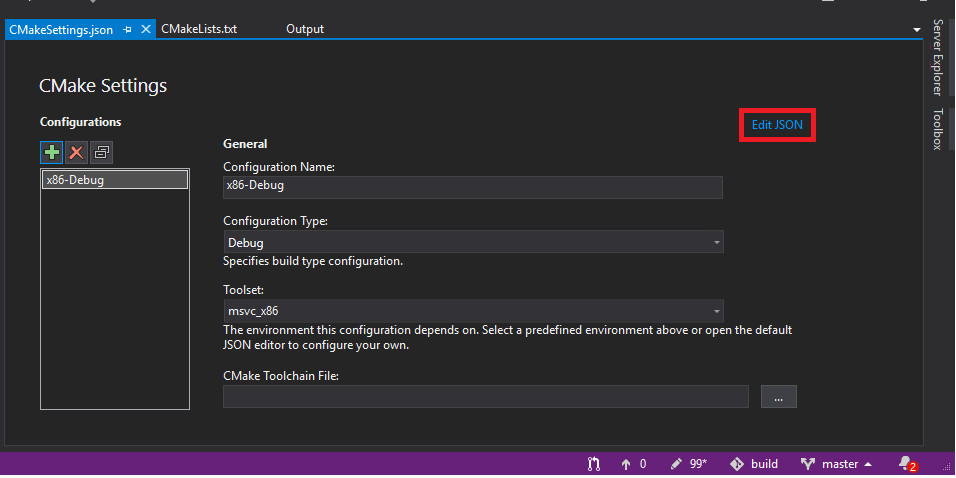 CMakeSettings.json
CMakeLists.txt
Output
Server Explorer
Toolbox
CMake Settings
Configurations
Edit JSON
x86-Debug
General
Configuration Name:
x86-Debug
Configuration Type:
Debug
Specifies build type configuration.
Toolset:
msvc_x86
The environment this configuration depends on. Select a predefined environment above or open the default
JSON editor to configure your own.
CMake Toolchain File:
...
0
99*
build
master
2